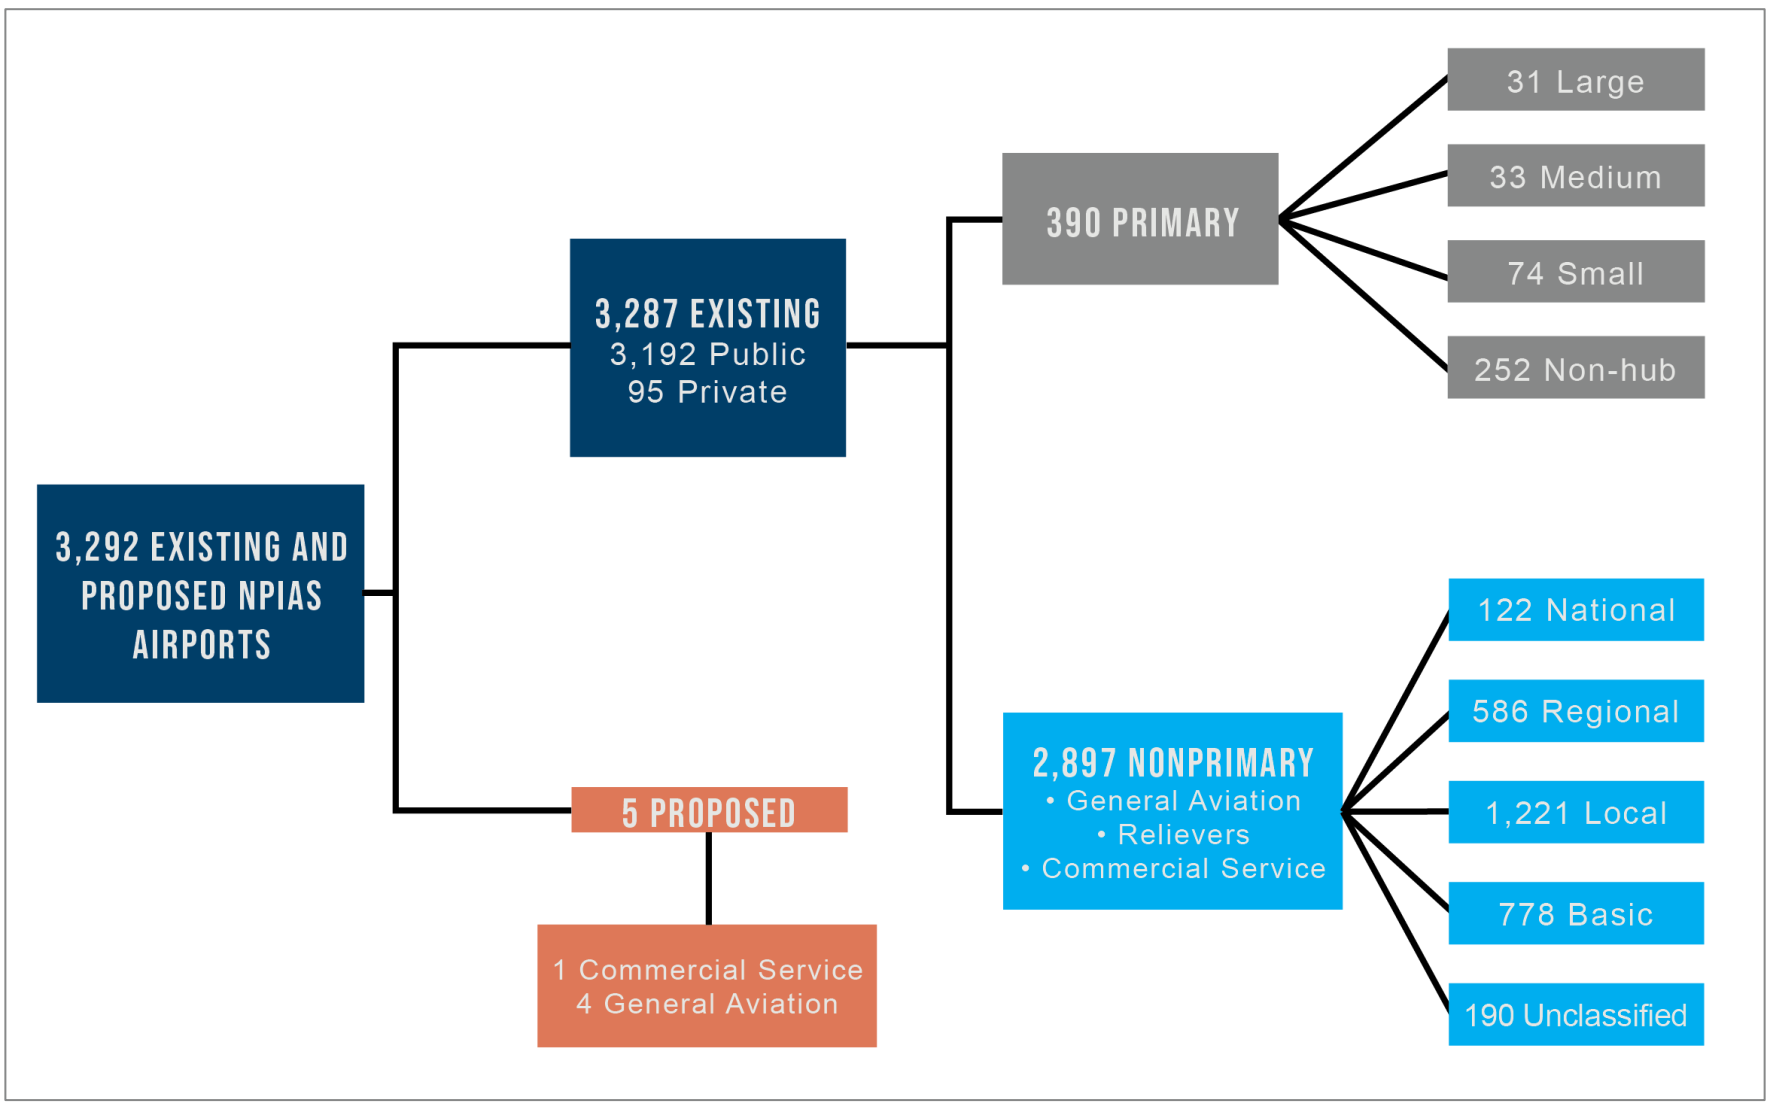 3,292 EXISTING AND
PROPOSED NPIAS
AIRPORTS
3,287 EXISTING
3,192 Public
95 Private
5 PROPOSED
1 Commercial Service
4 General Aviation
390 PRIMARY
31 Large
33 Medium
74 Small
252 Non-hub
2,897 NONPRIMARY
• General Aviation
• Relievers
• Commercial Service
122 National
586 Regional
1,221 Local
778 Basic
190 Unclassified